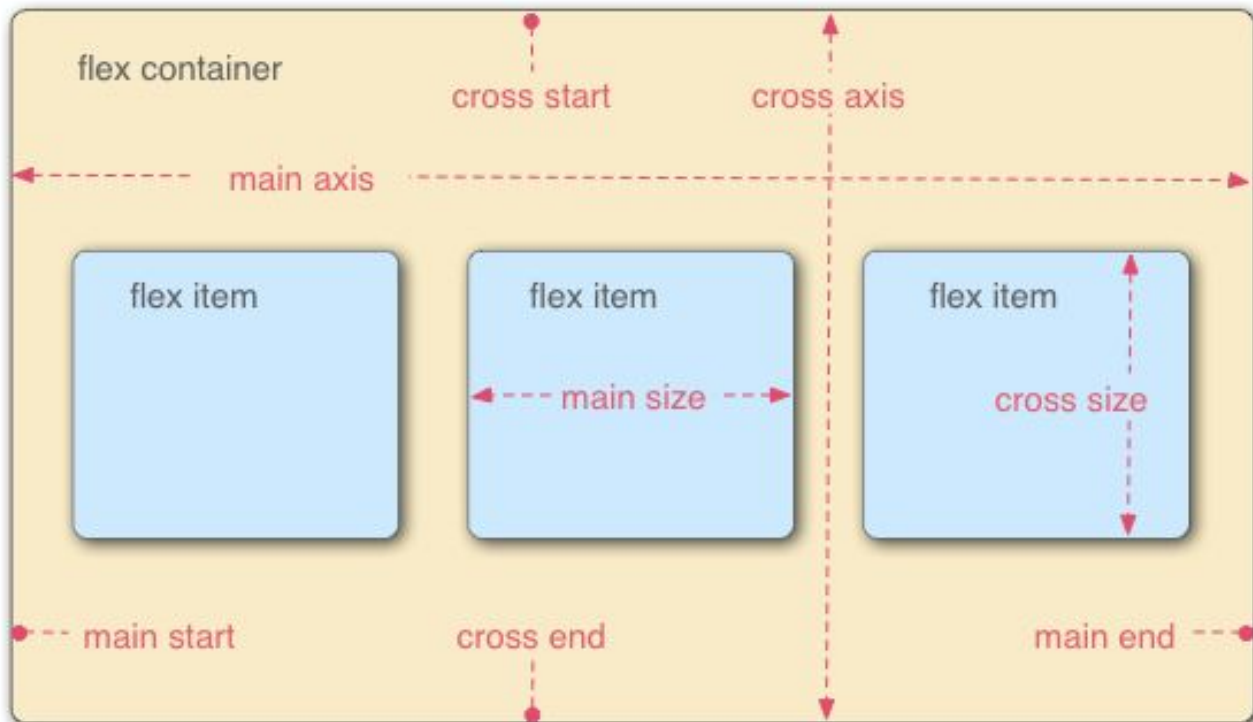 flex container
cross start
cross axis
main axis
flex item
flex item
flex item
main size
cross size
main start
cross end
main end